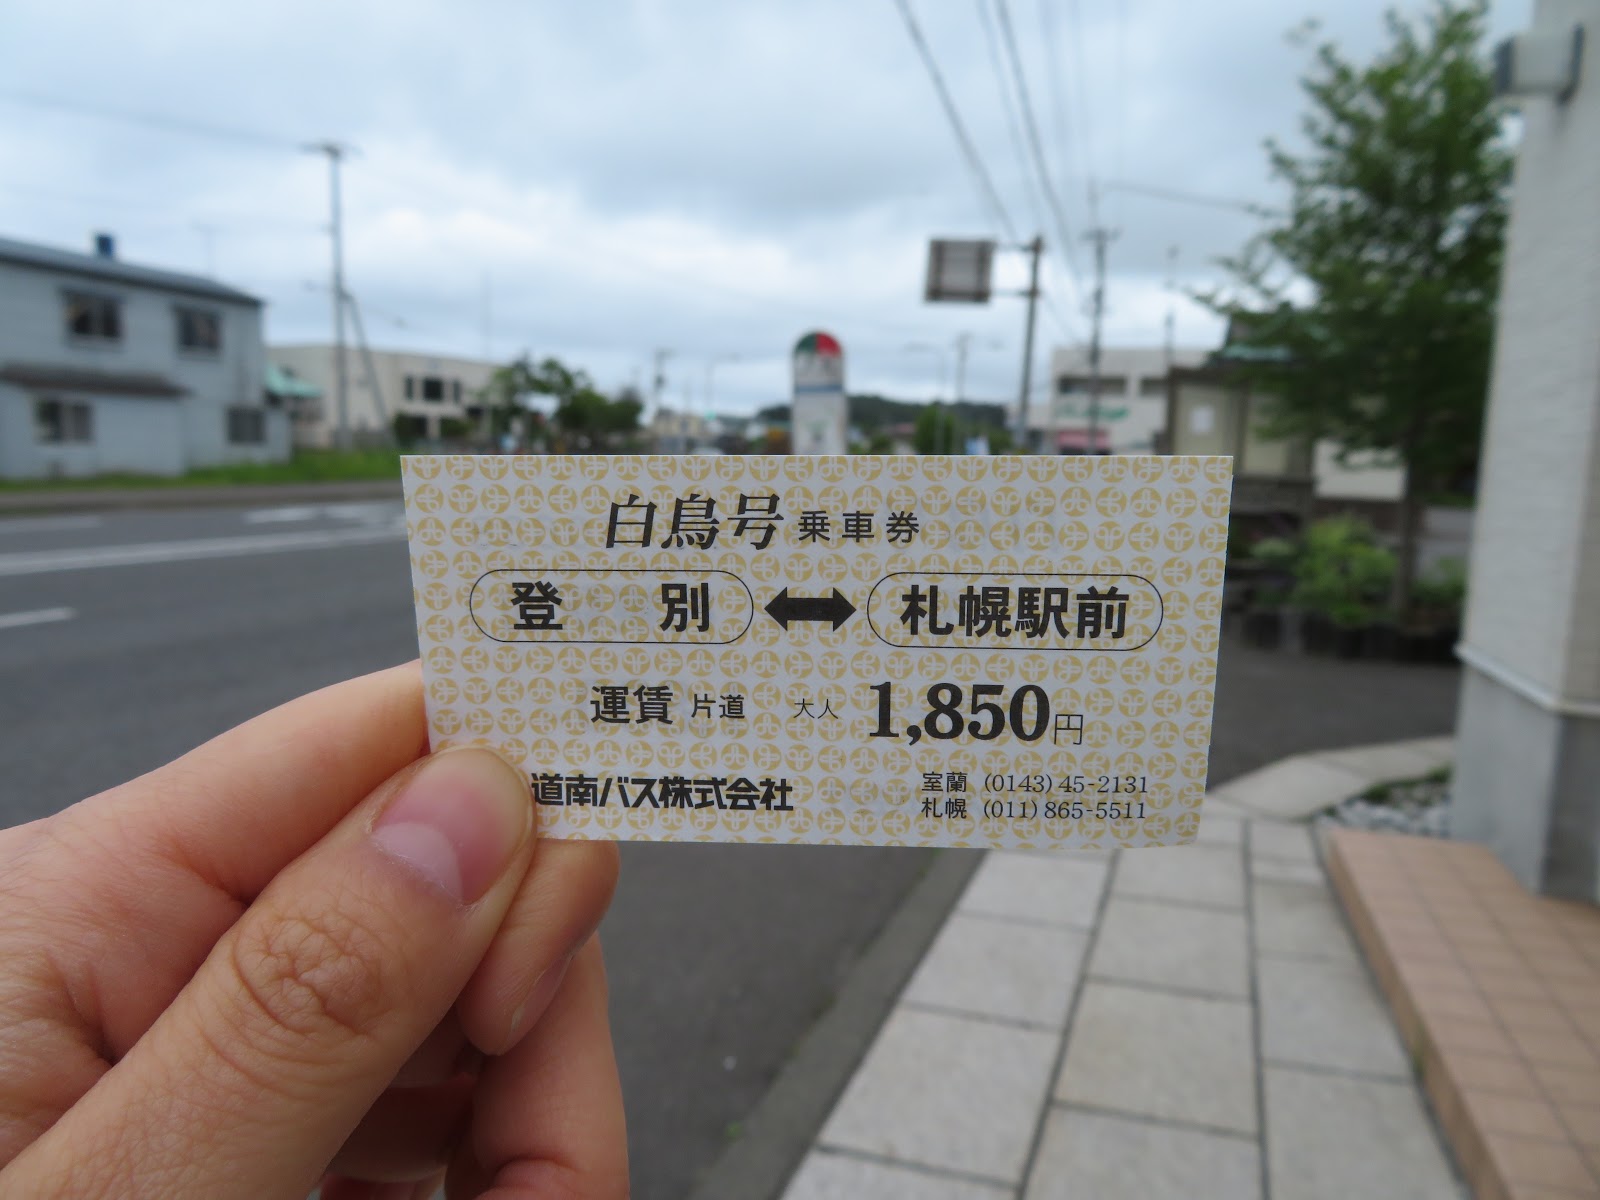 白鳥号 乗車券
登別 ↔ 札幌駅前
運賃 片道 大人 1,850円
道南バス株式会社
室蘭 (0143) 45-2131
札幌 (011) 865-5511